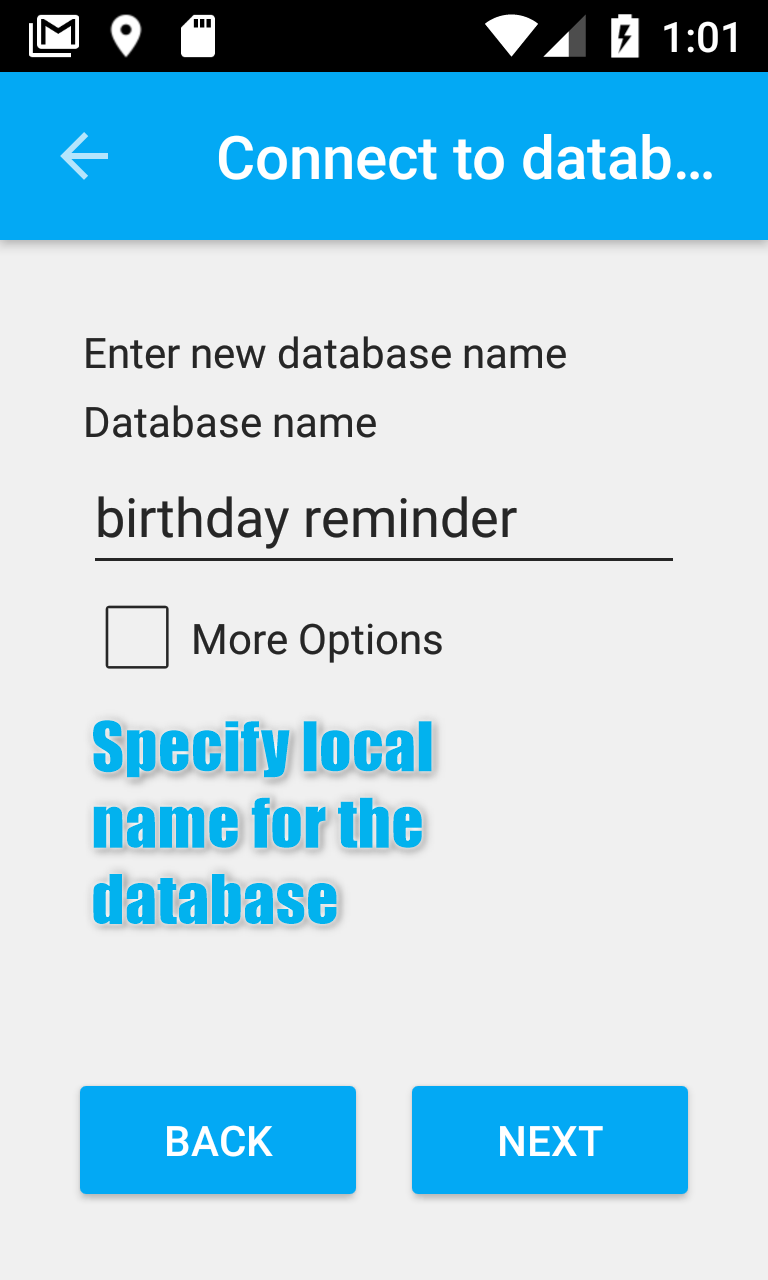 1:01
Connect to datab...
Enter new database name
Database name
birthday reminder
More Options
Specify local
name for the
database
BACK
NEXT